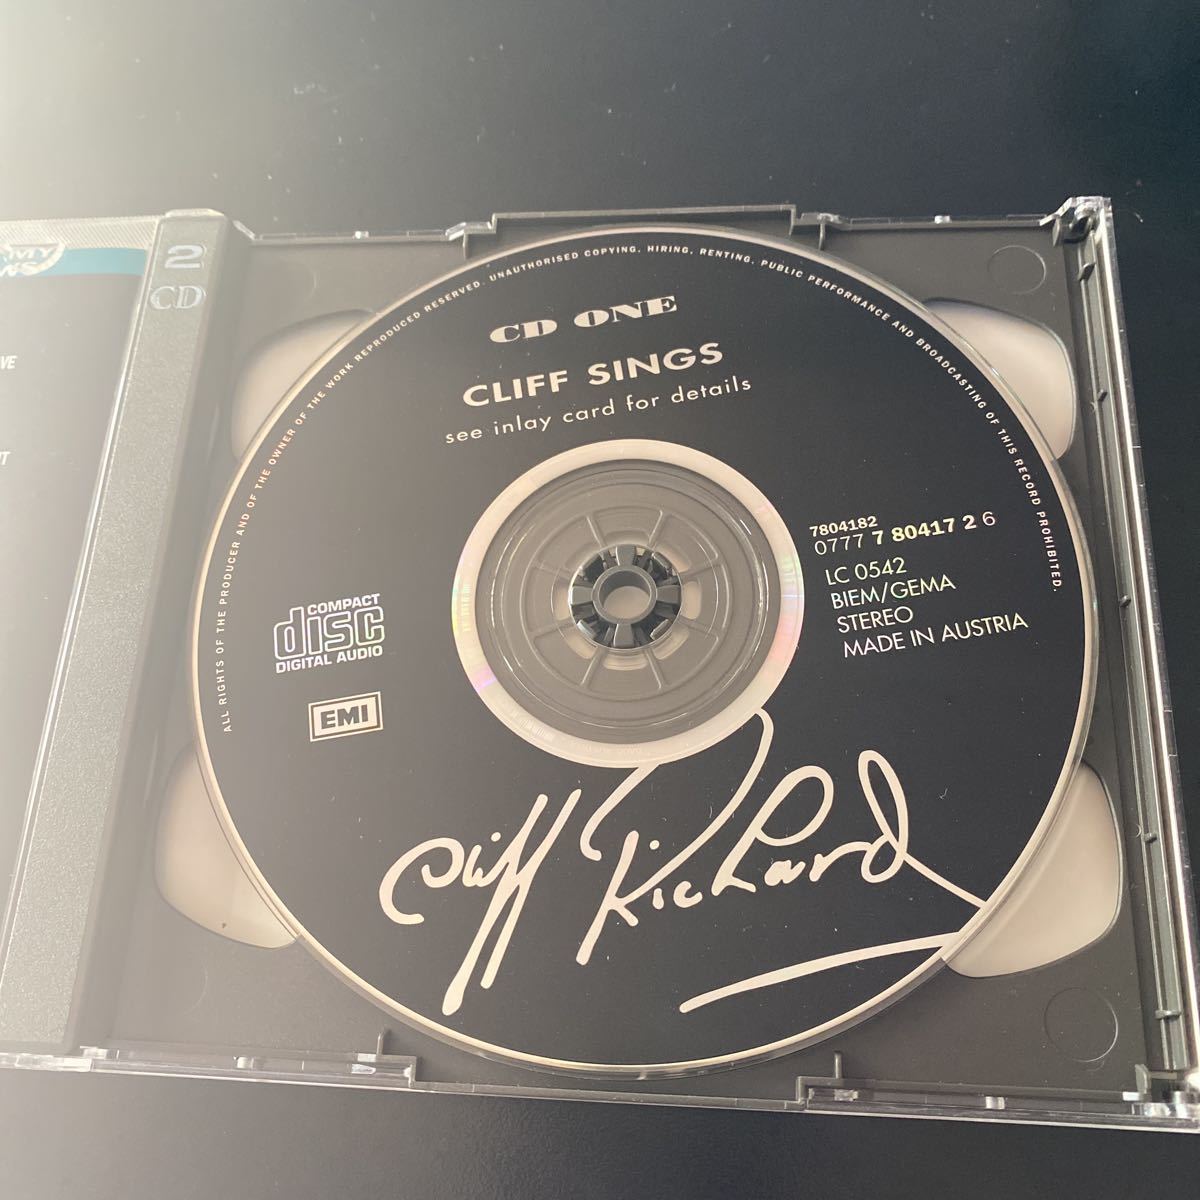 2
CD
VE
ALL RIGHTS OF THE PRODUCER AND OF THE OWNER OF THE WORK REPRODUCED RESERVED. UNAUTHORISED COPYING, HIRING, RENTING, PUBLIC PERFORMANCE AND BROADCASTING OF THIS RECORD PROHIBITED.
CD ONE
CLIFF SINGS
see inlay card for details
7804182
0777 7 80417 2 6
LC 0542
BIEM/GEMA
STEREO
MADE IN AUSTRIA
COMPACT
disc
DIGITAL AUDIO
EMI
Cliff Richard